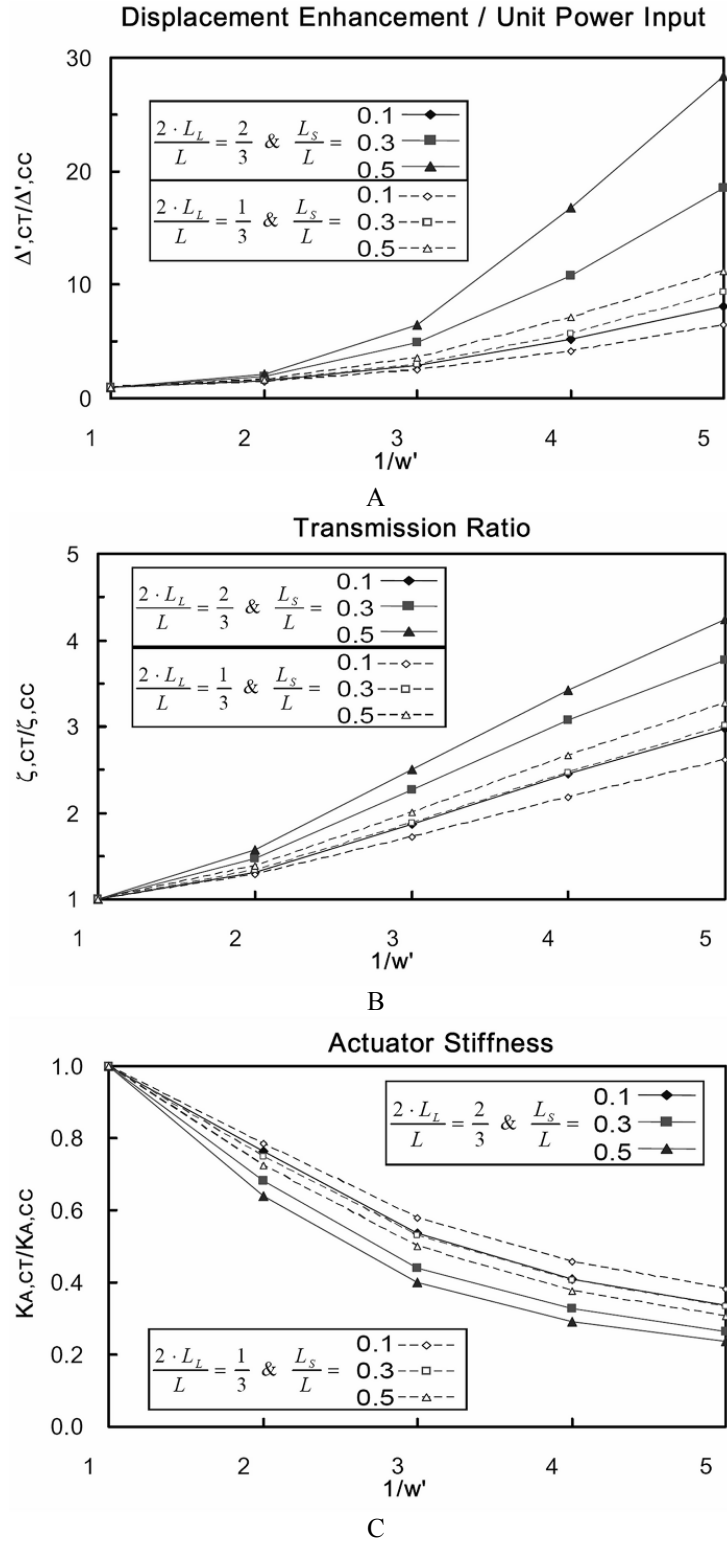 Displacement Enhancement / Unit Power Input
30
20
10
0
Δ',CT/Δ',CC
2 · L_L / L = 2/3 & L_S / L =
0.1
0.3
0.5
2 · L_L / L = 1/3 & L_S / L =
0.1
0.3
0.5
1 2 3 4 5
1/w'
A
Transmission Ratio
5
4
3
2
1
ζ,CT/ζ,CC
2 · L_L / L = 2/3 & L_S / L =
0.1
0.3
0.5
2 · L_L / L = 1/3 & L_S / L =
0.1
0.3
0.5
1 2 3 4 5
1/w'
B
Actuator Stiffness
1.0
0.8
0.6
0.4
0.2
0.0
KA,CT/KA,CC
2 · L_L / L = 2/3 & L_S / L =
0.1
0.3
0.5
2 · L_L / L = 1/3 & L_S / L =
0.1
0.3
0.5
1 2 3 4 5
1/w'
C